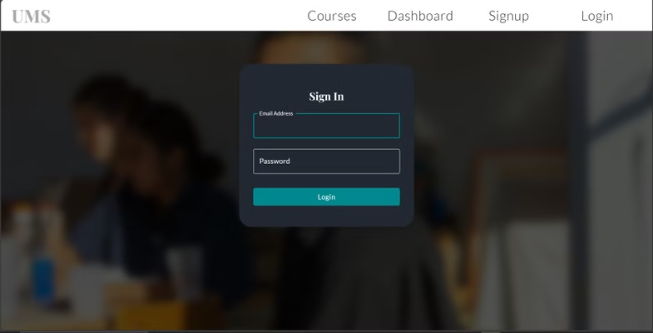 UMS Courses Dashboard Signup Login
Sign In
Email Address
Password
Login